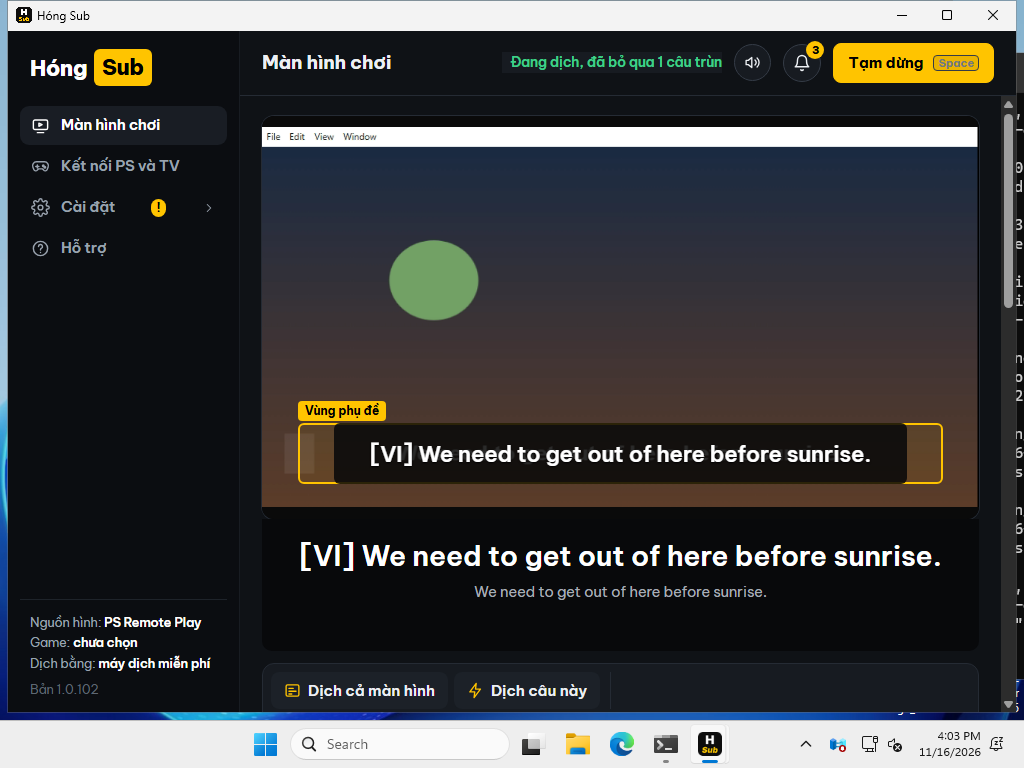 Hóng Sub
Hóng Sub
Màn hình chơi
Kết nối PS và TV
Cài đặt !
Hỗ trợ
Nguồn hình: PS Remote Play
Game: chưa chọn
Dịch bằng: máy dịch miễn phí
Bản 1.0.102
Màn hình chơi
Đang dịch, đã bỏ qua 1 câu trùn
3
Tạm dừng Space
File Edit View Window
Vùng phụ đề
[VI] We need to get out of here before sunrise.
[VI] We need to get out of here before sunrise.
We need to get out of here before sunrise.
Dịch cả màn hình
Dịch câu này
Search
H Sub
4:03 PM
11/16/2026